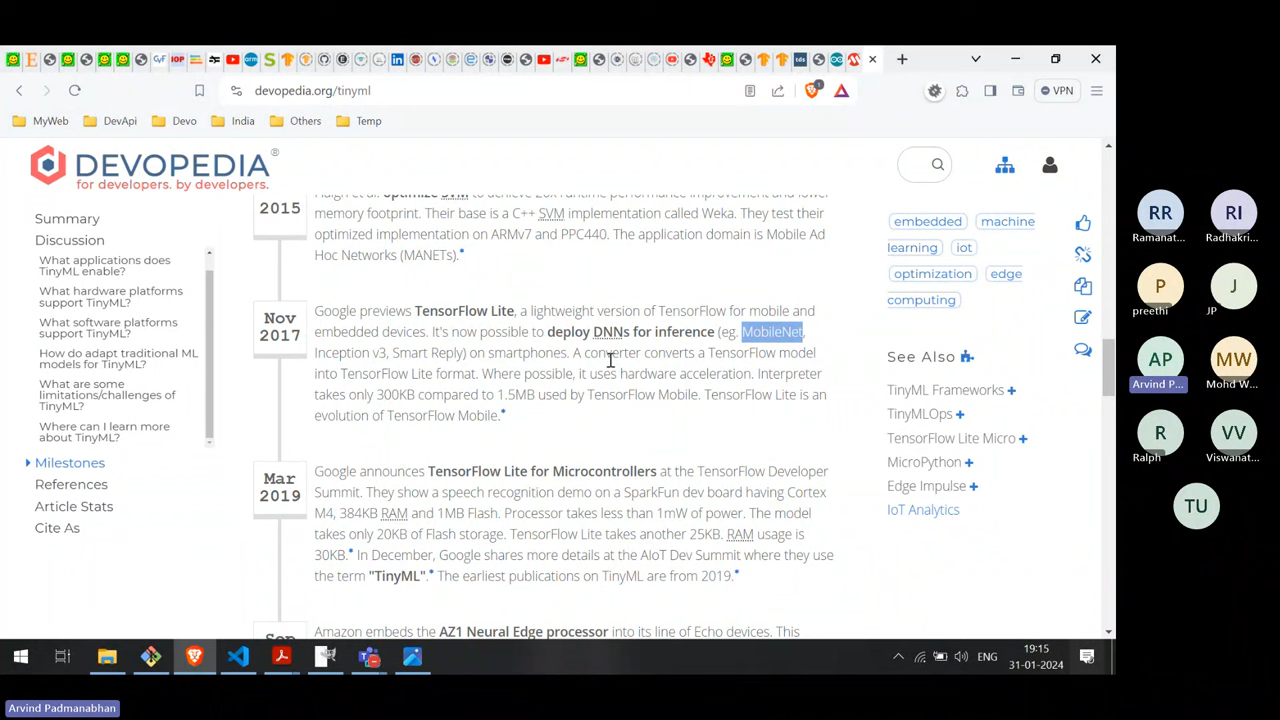 devopedia.org/tinyml
VPN
MyWeb
DevApi
Devo
India
Others
Temp
DEVOPEDIA®
for developers. by developers.
Summary
Discussion
What applications does
TinyML enable?
What hardware platforms
support TinyML?
What software platforms
support TinyML?
How do adapt traditional ML
models for TinyML?
What are some
limitations/challenges of
TinyML?
Where can I learn more
about TinyML?
Milestones
References
Article Stats
Cite As
2015
optimize SVM to achieve 20x runtime performance improvement and lower
memory footprint. Their base is a C++ SVM implementation called Weka. They test their
optimized implementation on ARMv7 and PPC440. The application domain is Mobile Ad
Hoc Networks (MANETs).*
Nov
2017
Google previews TensorFlow Lite, a lightweight version of TensorFlow for mobile and
embedded devices. It's now possible to deploy DNNs for inference (eg. MobileNet,
Inception v3, Smart Reply) on smartphones. A converter converts a TensorFlow model
into TensorFlow Lite format. Where possible, it uses hardware acceleration. Interpreter
takes only 300KB compared to 1.5MB used by TensorFlow Mobile. TensorFlow Lite is an
evolution of TensorFlow Mobile.*
Mar
2019
Google announces TensorFlow Lite for Microcontrollers at the TensorFlow Developer
Summit. They show a speech recognition demo on a SparkFun dev board having Cortex
M4, 384KB RAM and 1MB Flash. Processor takes less than 1mW of power. The model
takes only 20KB of Flash storage. TensorFlow Lite takes another 25KB. RAM usage is
30KB.* In December, Google shares more details at the AIoT Dev Summit where they use
the term "TinyML".* The earliest publications on TinyML are from 2019.*
Sep
Amazon embeds the AZ1 Neural Edge processor into its line of Echo devices. This
embedded
machine
learning
iot
optimization
edge
computing
See Also
TinyML Frameworks +
TinyMLOps +
TensorFlow Lite Micro +
MicroPython +
Edge Impulse +
IoT Analytics
ENG
19:15
31-01-2024
RR
Ramanat...
RI
Radhakri...
P
preethi
J
JP
AP
Arvind P...
MW
Mohd W...
R
Ralph
VV
Viswanat...
TU
Arvind Padmanabhan